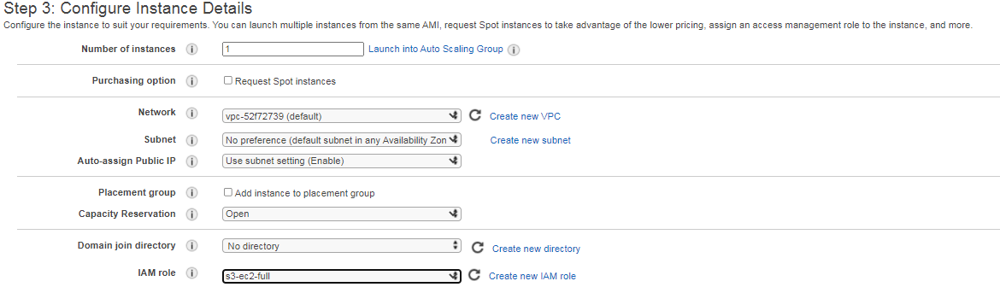 Step 3: Configure Instance Details
Configure the instance to suit your requirements. You can launch multiple instances from the same AMI, request Spot instances to take advantage of the lower pricing, assign an access management role to the instance, and more.
Number of instances i 1 Launch into Auto Scaling Group i
Purchasing option i Request Spot instances
Network i vpc-52f72739 (default) Create new VPC
Subnet i No preference (default subnet in any Availability Zon Create new subnet
Auto-assign Public IP i Use subnet setting (Enable)
Placement group i Add instance to placement group
Capacity Reservation i Open
Domain join directory i No directory Create new directory
IAM role i s3-ec2-full Create new IAM role